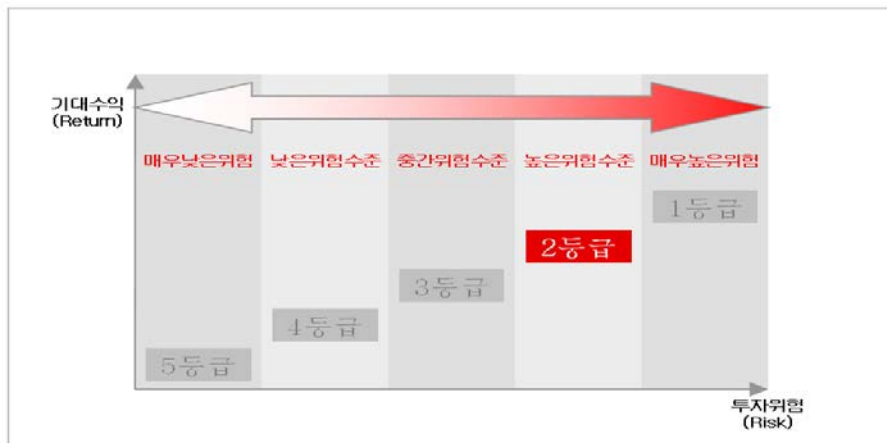 기대수익
(Return)
매우낮은위험 낮은위험수준 중간위험수준 높은위험수준 매우높은위험
1등급
2등급
3등급
4등급
5등급
투자위험
(Risk)